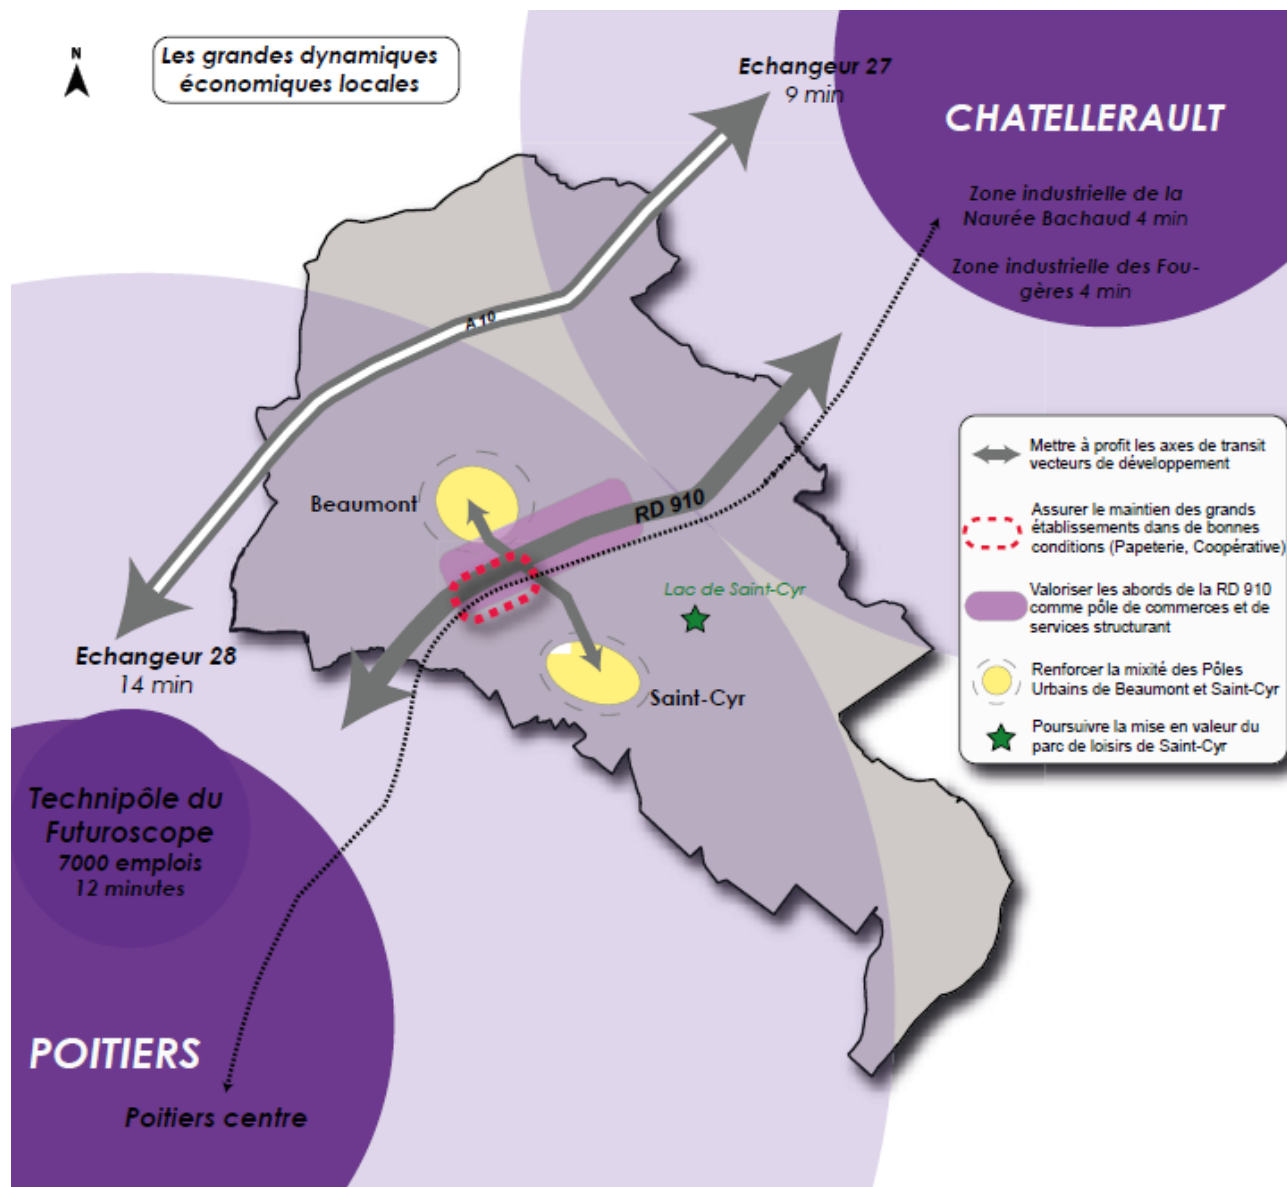 N
Les grandes dynamiques
économiques locales
Echangeur 27
9 min
CHATELLERAULT
Zone industrielle de la
Naurée Bachaud 4 min
Zone industrielle des Fou-
gères 4 min
A 10
Beaumont
RD 910
Lac de Saint-Cyr
Saint-Cyr
Echangeur 28
14 min
Mettre à profit les axes de transit
vecteurs de développement
Assurer le maintien des grands
établissements dans de bonnes
conditions (Papeterie, Coopérative)
Valoriser les abords de la RD 910
comme pôle de commerces et de
services structurant
Renforcer la mixité des Pôles
Urbains de Beaumont et Saint-Cyr
Poursuivre la mise en valeur du
parc de loisirs de Saint-Cyr
Technipôle du
Futuroscope
7000 emplois
12 minutes
POITIERS
Poitiers centre